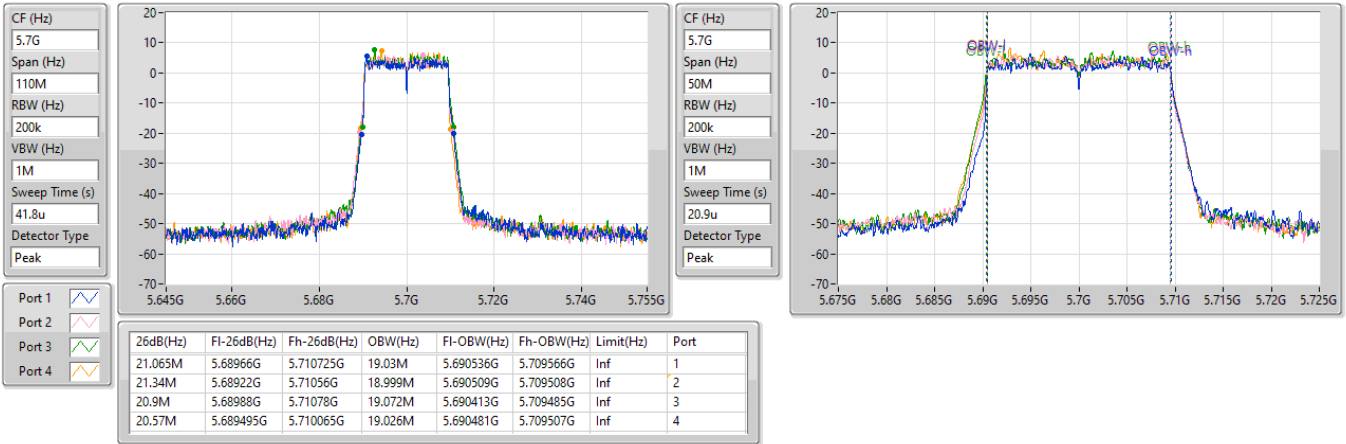 CF (Hz)
5.7G
Span (Hz)
110M
RBW (Hz)
200k
VBW (Hz)
1M
Sweep Time (s)
41.8u
Detector Type
Peak
20
10
0
-10
-20
-30
-40
-50
-60
-70
5.645G 5.66G 5.68G 5.7G 5.72G 5.74G 5.755G
CF (Hz)
5.7G
Span (Hz)
50M
RBW (Hz)
200k
VBW (Hz)
1M
Sweep Time (s)
20.9u
Detector Type
Peak
20
10
0
-10
-20
-30
-40
-50
-60
-70
OBW-l OBW-h
5.675G 5.68G 5.685G 5.69G 5.695G 5.7G 5.705G 5.71G 5.715G 5.72G 5.725G
Port 1
Port 2
Port 3
Port 4
26dB(Hz) Fl-26dB(Hz) Fh-26dB(Hz) OBW(Hz) Fl-OBW(Hz) Fh-OBW(Hz) Limit(Hz) Port
21.065M 5.68966G 5.710725G 19.03M 5.690536G 5.709566G Inf 1
21.34M 5.68922G 5.71056G 18.999M 5.690509G 5.709508G Inf 2
20.9M 5.68988G 5.71078G 19.072M 5.690413G 5.709485G Inf 3
20.57M 5.689495G 5.710065G 19.026M 5.690481G 5.709507G Inf 4